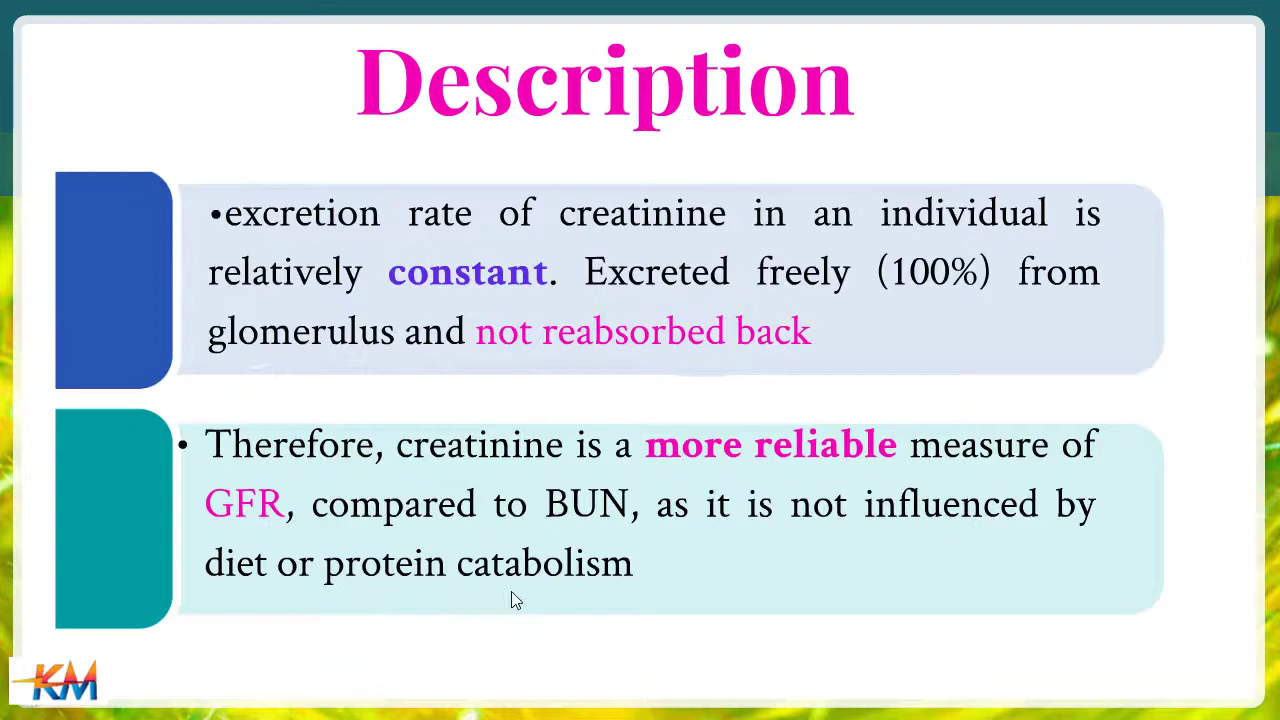 Description
•excretion rate of creatinine in an individual is
relatively constant. Excreted freely (100%) from
glomerulus and not reabsorbed back
• Therefore, creatinine is a more reliable measure of
GFR, compared to BUN, as it is not influenced by
diet or protein catabolism
KM